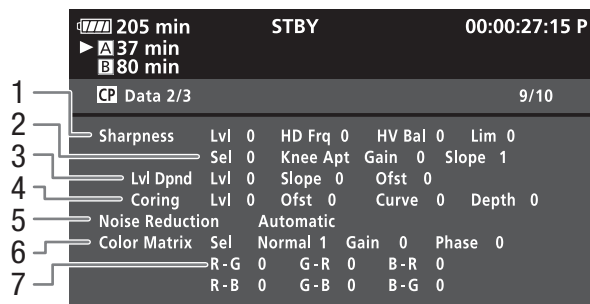 205 min STBY 00:00:27:15 P
A 37 min
B 80 min
CP Data 2/3 9/10
1 Sharpness Lvl 0 HD Frq 0 HV Bal 0 Lim 0
2 Sel 0 Knee Apt Gain 0 Slope 1
3 Lvl Dpnd Lvl 0 Slope 0 Ofst 0
4 Coring Lvl 0 Ofst 0 Curve 0 Depth 0
5 Noise Reduction Automatic
6 Color Matrix Sel Normal 1 Gain 0 Phase 0
7 R-G 0 G-R 0 B-R 0
R-B 0 G-B 0 B-G 0